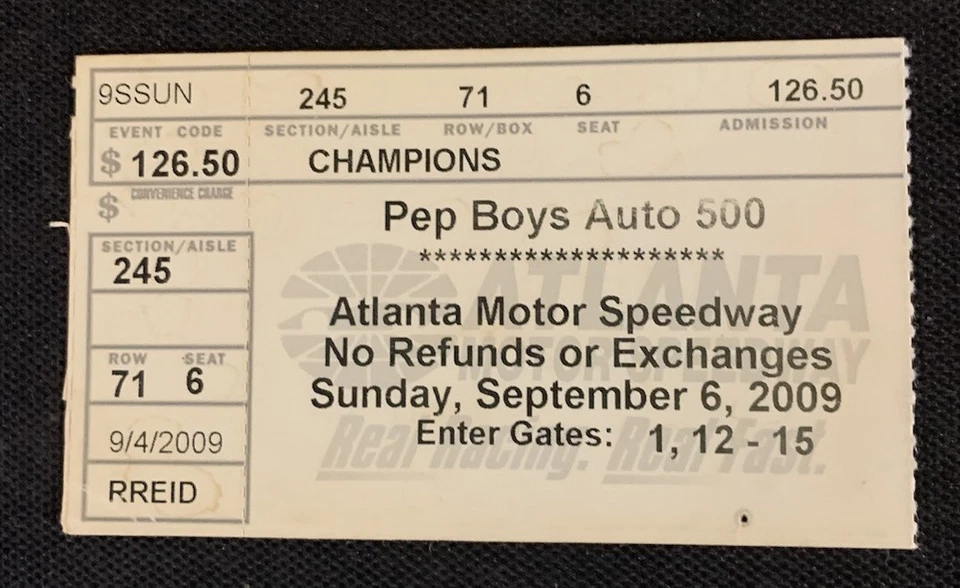 9SSUN 245 71 6 126.50
EVENT CODE SECTION/AISLE ROW/BOX SEAT ADMISSION
$ 126.50 CHAMPIONS
$ CONVENIENCE CHARGE
Pep Boys Auto 500
********************
SECTION/AISLE
245
ATLANTA
MOTOR SPEEDWAY
Real Racing. Real Fast.
Atlanta Motor Speedway
No Refunds or Exchanges
Sunday, September 6, 2009
Enter Gates: 1, 12 - 15
ROW SEAT
71 6
9/4/2009
RREID